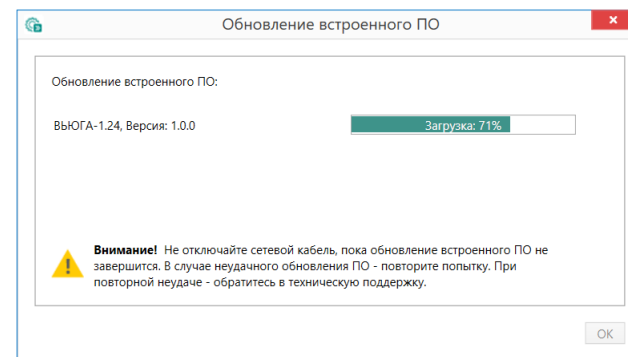 Обновление встроенного ПО
Обновление встроенного ПО:
ВЬЮГА-1.24, Версия: 1.0.0
Загрузка: 71%
Внимание! Не отключайте сетевой кабель, пока обновление встроенного ПО не
завершится. В случае неудачного обновления ПО - повторите попытку. При
повторной неудаче - обратитесь в техническую поддержку.
OK